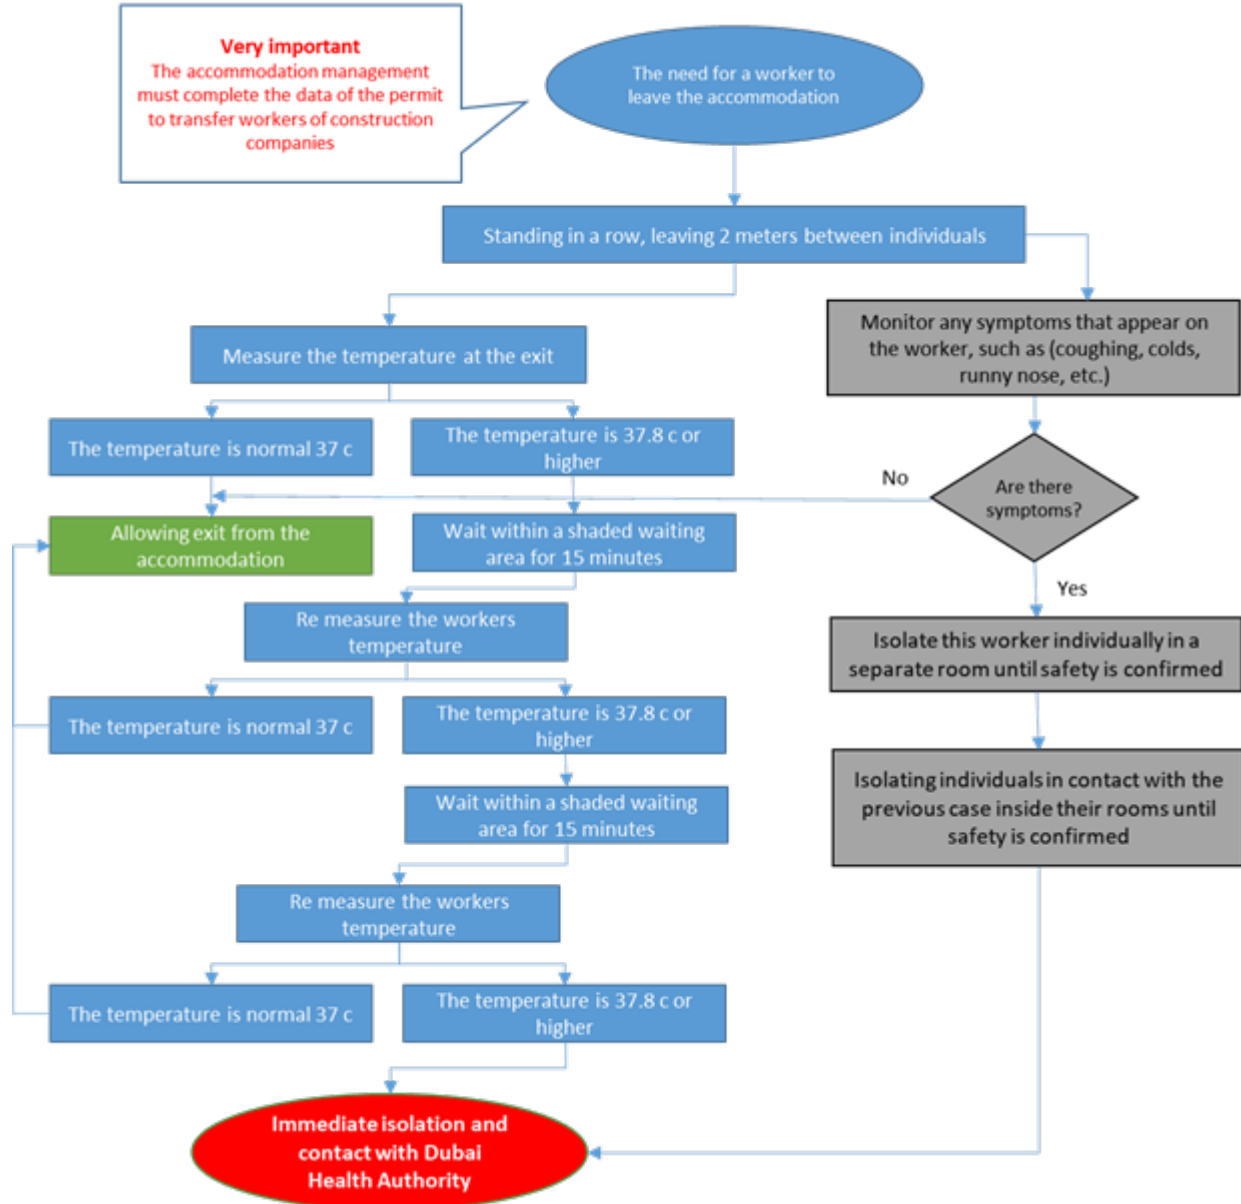 Very important
The accommodation management
must complete the data of the permit
to transfer workers of construction
companies
The need for a worker to
leave the accommodation
Standing in a row, leaving 2 meters between individuals
Measure the temperature at the exit
Monitor any symptoms that appear on
the worker, such as (coughing, colds,
runny nose, etc.)
The temperature is normal 37 c
The temperature is 37.8 c or
higher
No
Are there
symptoms?
Allowing exit from the
accommodation
Wait within a shaded waiting
area for 15 minutes
Yes
Re measure the workers
temperature
Isolate this worker individually in a
separate room until safety is confirmed
The temperature is normal 37 c
The temperature is 37.8 c or
higher
Wait within a shaded waiting
area for 15 minutes
Isolating individuals in contact with the
previous case inside their rooms until
safety is confirmed
Re measure the workers
temperature
The temperature is normal 37 c
The temperature is 37.8 c or
higher
Immediate isolation and
contact with Dubai
Health Authority